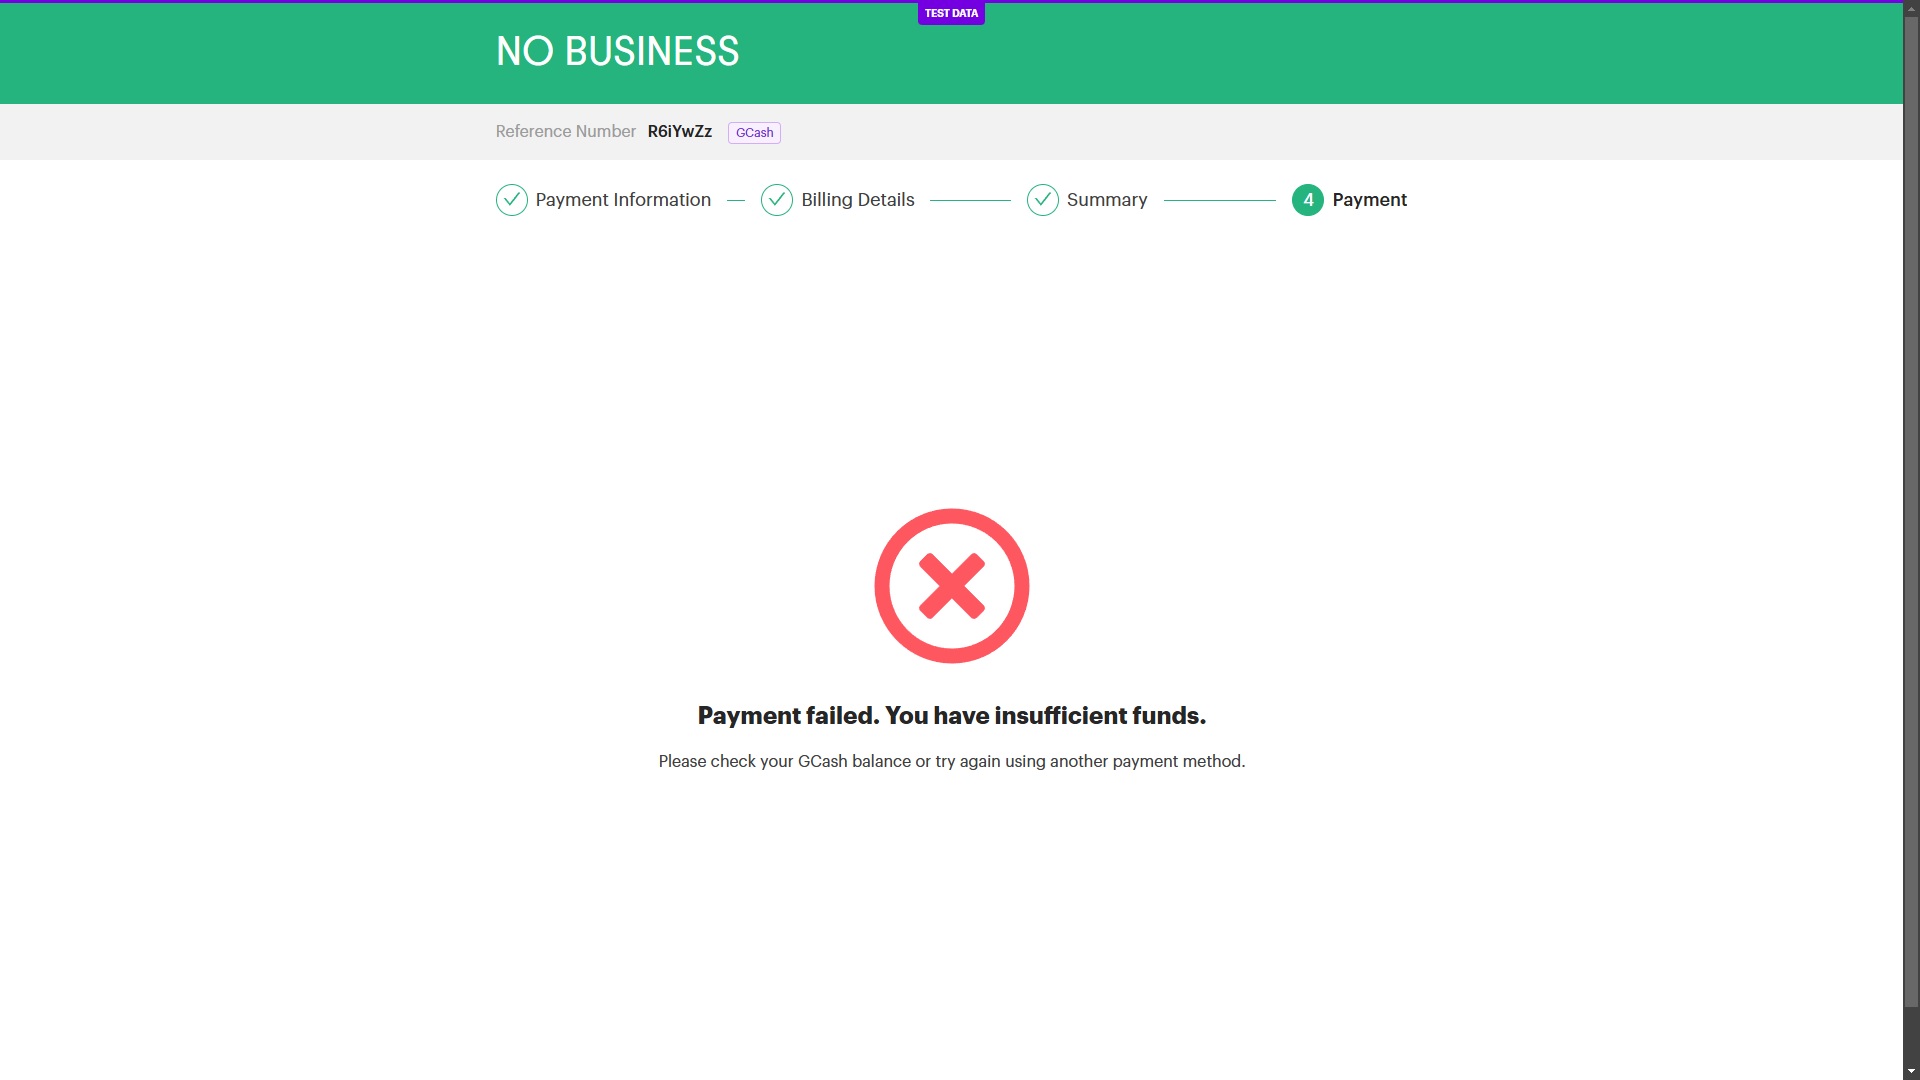 TEST DATA
NO BUSINESS
Reference Number R6iYwZz GCash
Payment Information Billing Details Summary 4 Payment
Payment failed. You have insufficient funds.
Please check your GCash balance or try again using another payment method.